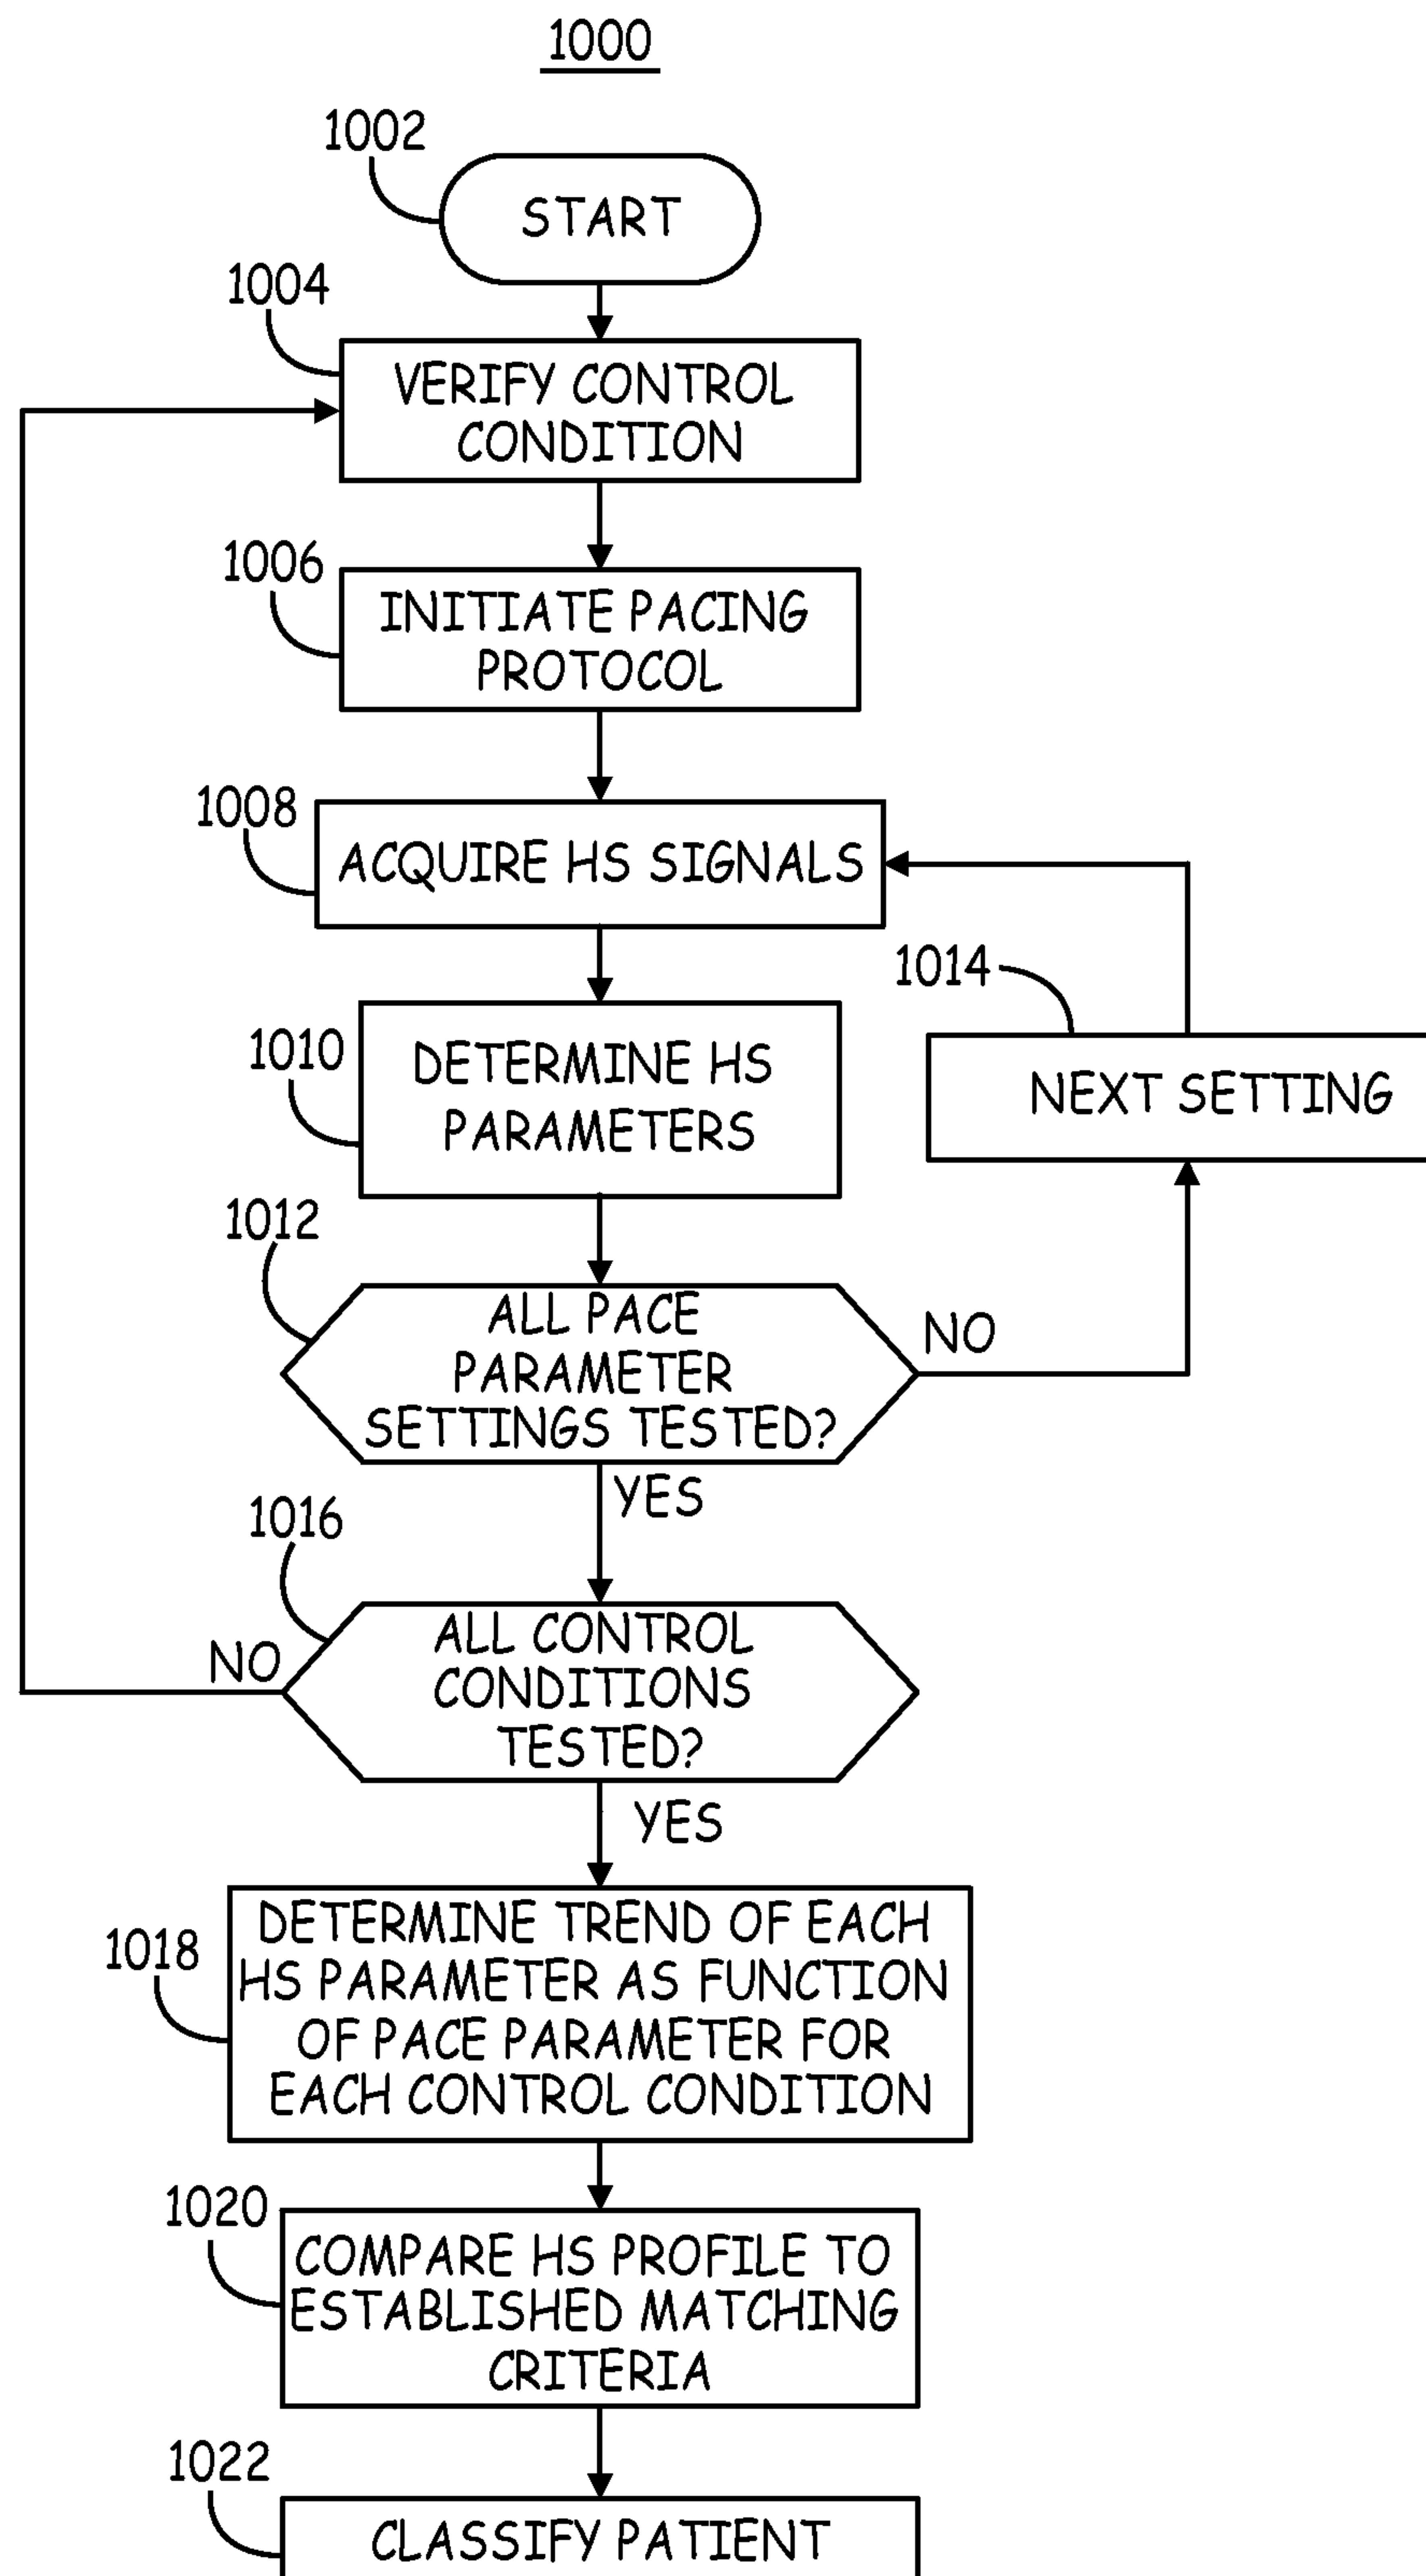 1000
1002
START
1004
VERIFY CONTROL
CONDITION
1006
INITIATE PACING
PROTOCOL
1008
ACQUIRE HS SIGNALS
1014
NEXT SETTING
1010
DETERMINE HS
PARAMETERS
1012
ALL PACE
PARAMETER
SETTINGS TESTED?
NO
YES
1016
ALL CONTROL
CONDITIONS
TESTED?
NO
YES
1018
DETERMINE TREND OF EACH
HS PARAMETER AS FUNCTION
OF PACE PARAMETER FOR
EACH CONTROL CONDITION
1020
COMPARE HS PROFILE TO
ESTABLISHED MATCHING
CRITERIA
1022
CLASSIFY PATIENT